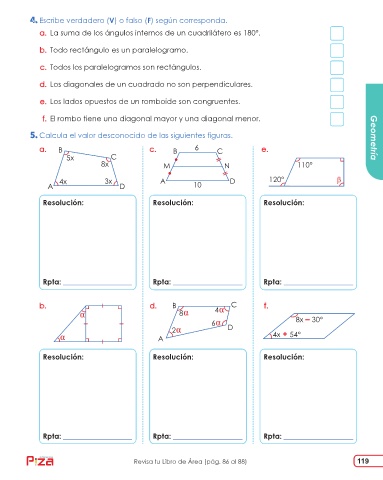 4. Escribe verdadero (V) o falso (F) según corresponda.
a. La suma de los ángulos internos de un cuadrilátero es 180°.
b. Todo rectángulo es un paralelogramo.
c. Todos los paralelogramos son rectángulos.
d. Los diagonales de un cuadrado no son perpendiculares.
e. Los lados opuestos de un romboide son congruentes.
f. El rombo tiene una diagonal mayor y una diagonal menor.
5. Calcula el valor desconocido de las siguientes figuras.
a. B 5x C 8x 4x 3x A D
c. B 6 C M N A 10 D
e. 110° 120° β
Resolución: Resolución: Resolución:
Rpta: Rpta: Rpta:
b. α α
d. B 8α 4α C 6α D 2α A
f. 8x – 30° 4x + 54°
Resolución: Resolución: Resolución:
Rpta: Rpta: Rpta:
Geometría
Pizza
Revisa tu Libro de Área (pág. 86 al 88)
119